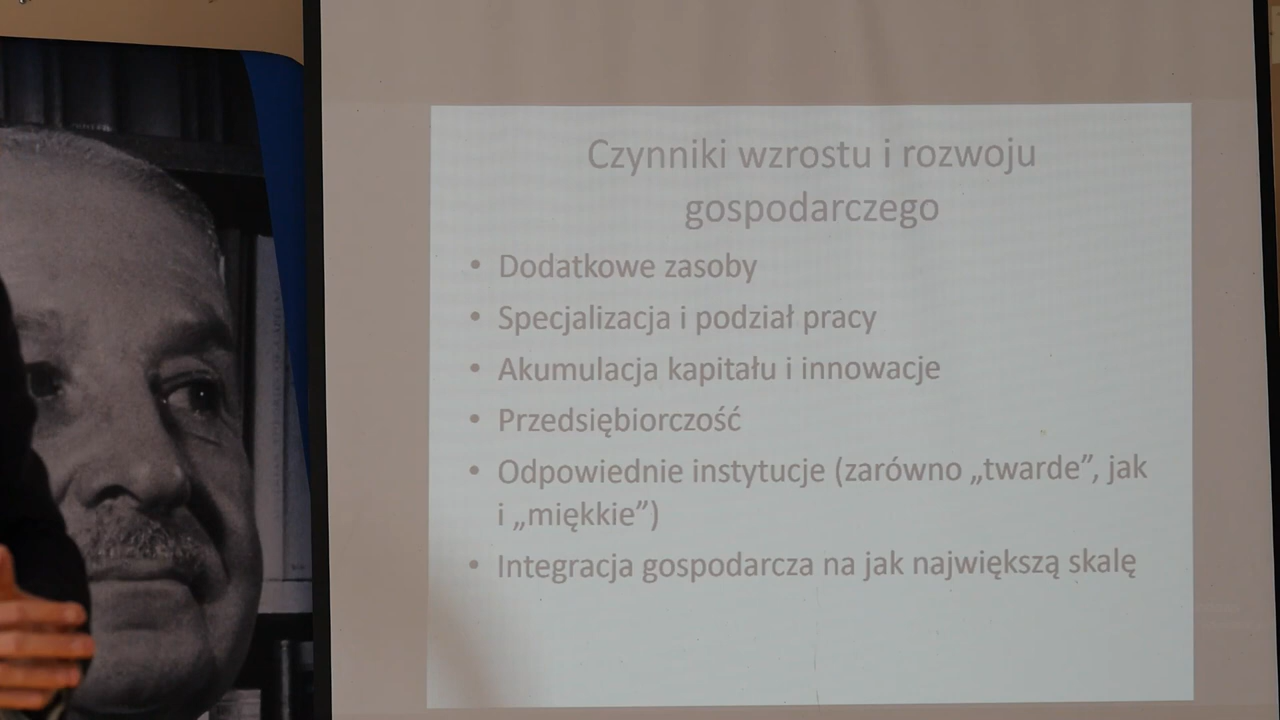 Czynniki wzrostu i rozwoju
gospodarczego
• Dodatkowe zasoby
• Specjalizacja i podział pracy
• Akumulacja kapitału i innowacje
• Przedsiębiorczość
• Odpowiednie instytucje (zarówno „twarde”, jak
i „miękkie”)
• Integracja gospodarcza na jak największą skalę